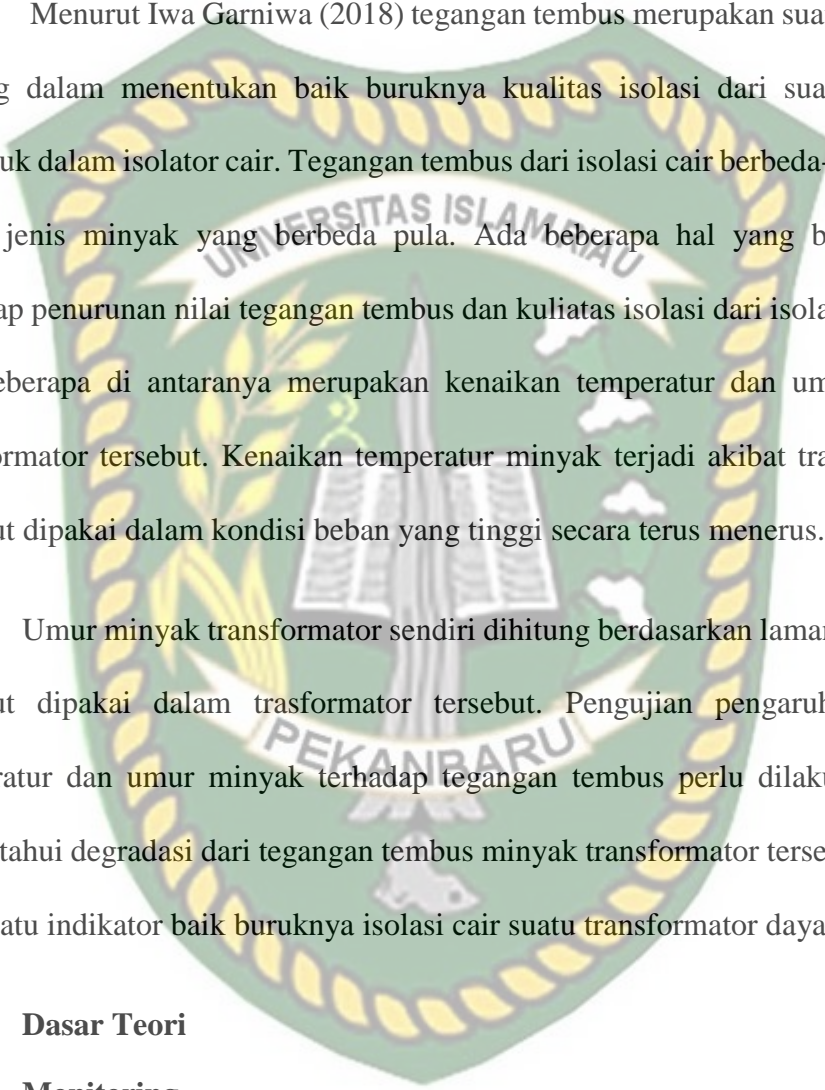 Menurut Iwa Garniwa (2018) tegangan tembus merupakan sua
g dalam menentukan baik buruknya kualitas isolasi dari sua
uk dalam isolator cair. Tegangan tembus dari isolasi cair berbeda-
jenis minyak yang berbeda pula. Ada beberapa hal yang b
ap penurunan nilai tegangan tembus dan kuliatas isolasi dari isola
eberapa di antaranya merupakan kenaikan temperatur dan um
ormator tersebut. Kenaikan temperatur minyak terjadi akibat tra
ut dipakai dalam kondisi beban yang tinggi secara terus menerus.
Umur minyak transformator sendiri dihitung berdasarkan lamar
ut dipakai dalam trasformator tersebut. Pengujian pengaruh
ratur dan umur minyak terhadap tegangan tembus perlu dilaku
tahui degradasi dari tegangan tembus minyak transformator terse
atu indikator baik buruknya isolasi cair suatu transformator daya
Dasar Teori
Monitoring
UNIVERSITAS ISLAM RIAU
PEKANBARU